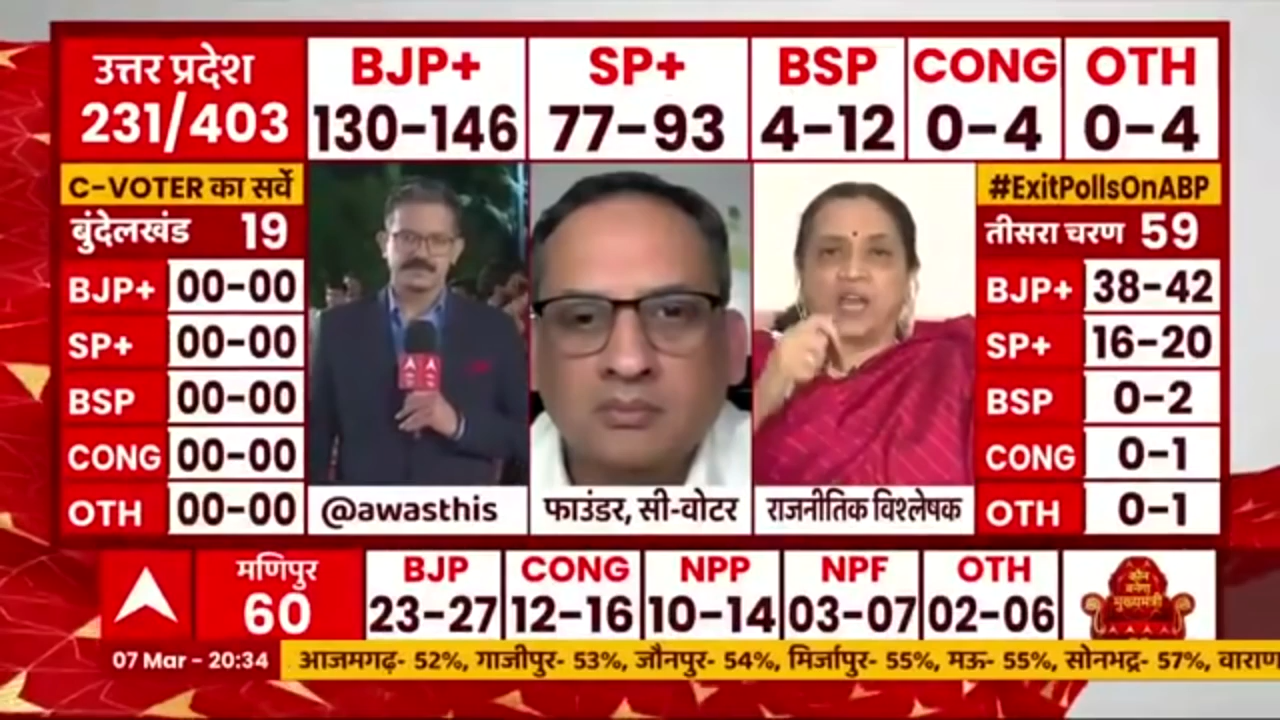 उत्तर प्रदेश
231/403
BJP+
130-146
SP+
77-93
BSP
4-12
CONG
0-4
OTH
0-4
C-VOTER का सर्वे
बुंदेलखंड 19
BJP+ 00-00
SP+ 00-00
BSP 00-00
CONG 00-00
OTH 00-00
@awasthis
फाउंडर, सी-वोटर
राजनीतिक विश्लेषक
#ExitPollsOnABP
तीसरा चरण 59
BJP+ 38-42
SP+ 16-20
BSP 0-2
CONG 0-1
OTH 0-1
मणिपुर
60
BJP
23-27
CONG
12-16
NPP
10-14
NPF
03-07
OTH
02-06
कौन
बनेगा
मुख्यमंत्री
07 Mar - 20:34
आजमगढ़- 52%, गाजीपुर- 53%, जौनपुर- 54%, मिर्जापुर- 55%, मऊ- 55%, सोनभद्र- 57%, वाराण